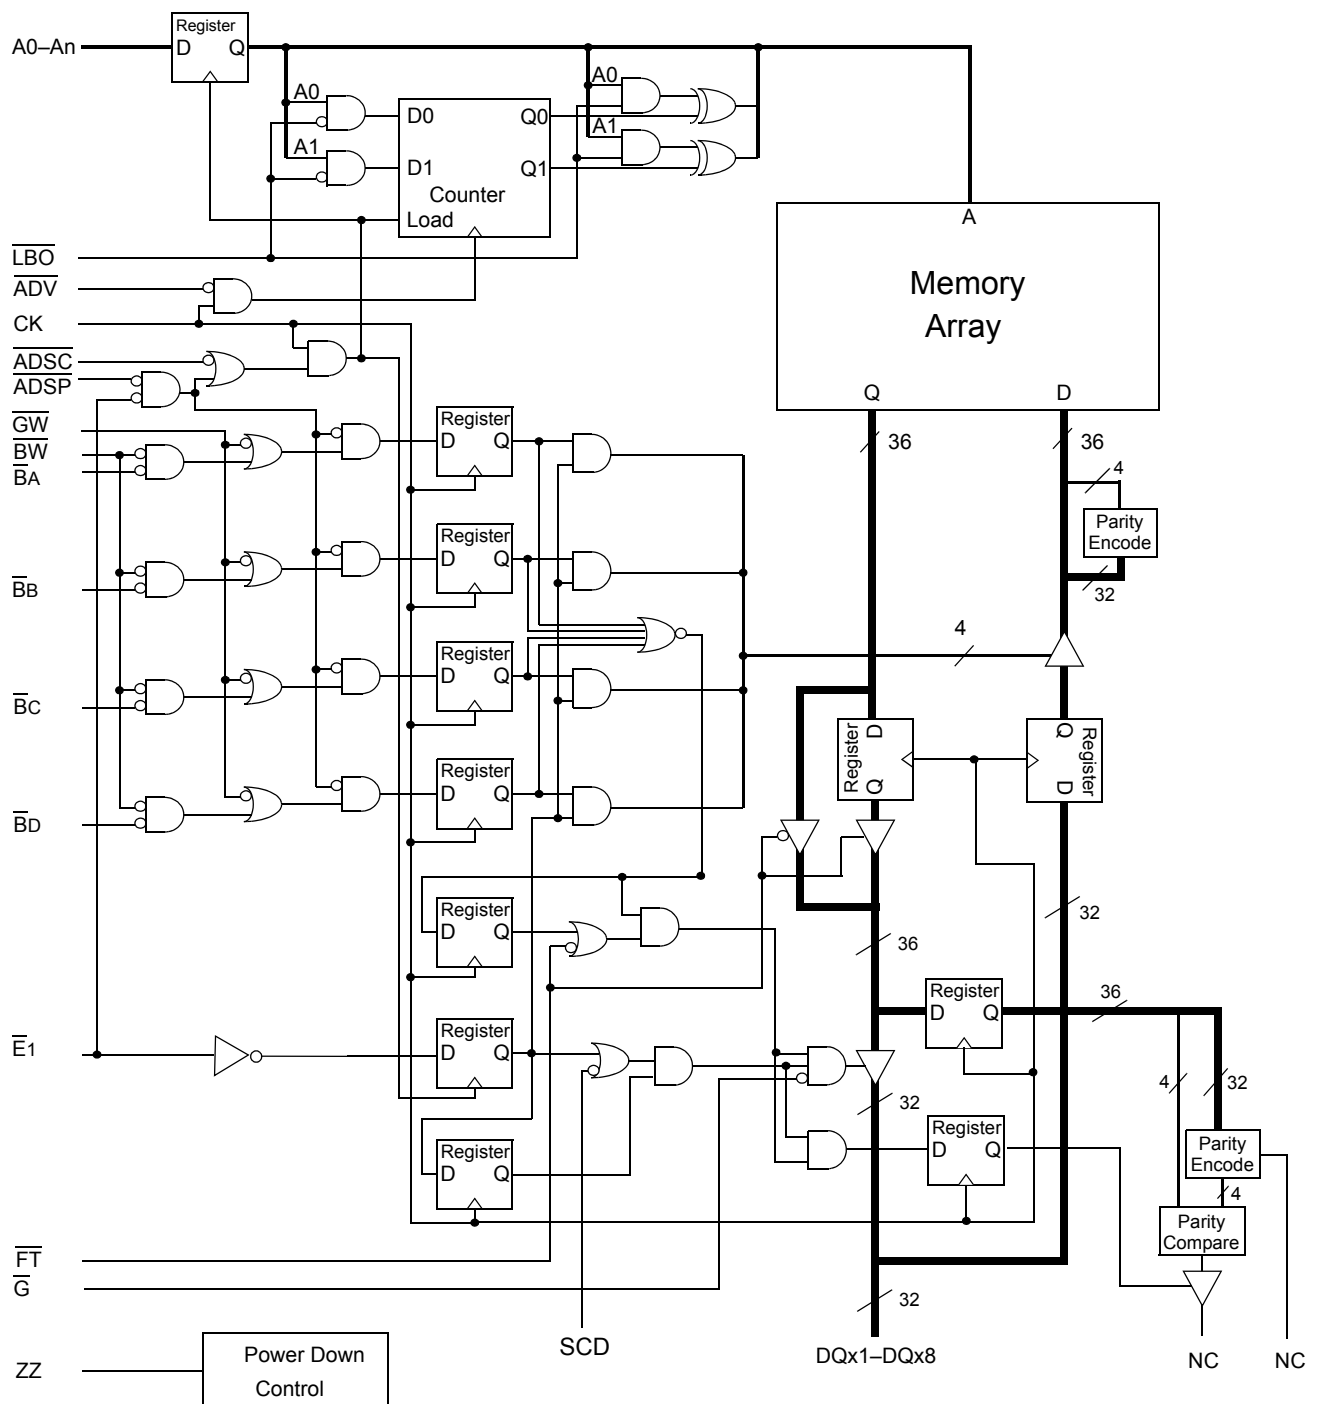 Register
A0–An
D Q
A0
A0
D0 Q0
A1
A1
D1 Q1
Counter
Load
A
LBO
Memory
Array
ADV
CK
ADSC
ADSP
Q D
GW
BW
BA
Register
D Q
36
36
4
Parity
Encode
32
Register
D Q
BB
4
Register
D Q
BC
Register
D
Q
Q
D
Register
Register
D Q
BD
Register
D Q
32
36
Register
D Q
36
E1
Register
D Q
4
32
32
Register
D Q
Register
D Q
Parity
Encode
4
Parity
Compare
FT
G
32
SCD
DQx1–DQx8
NC
NC
ZZ
Power Down
Control